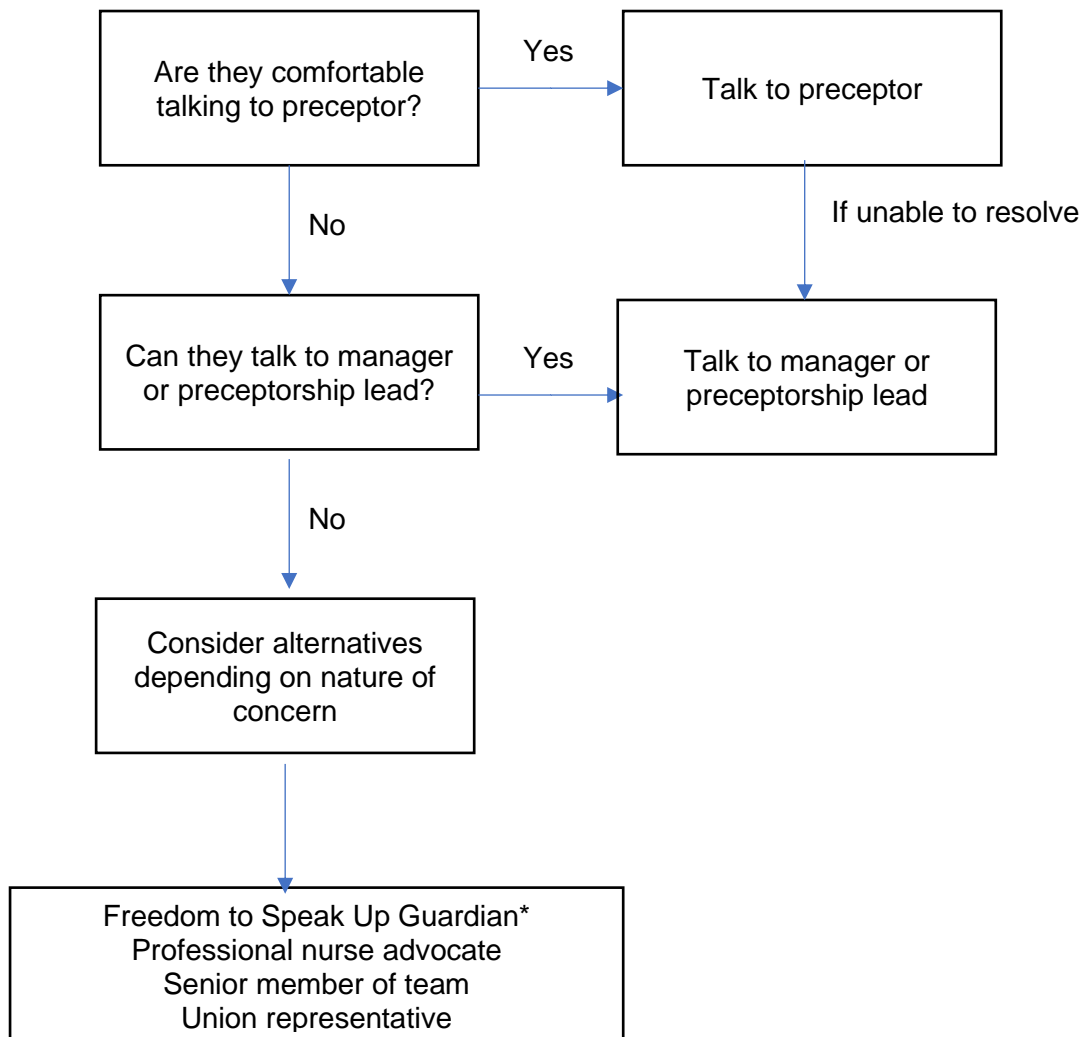 Are they comfortable
talking to preceptor?
Yes
Talk to preceptor
No
If unable to resolve
Can they talk to manager
or preceptorship lead?
Yes
Talk to manager or
preceptorship lead
No
Consider alternatives
depending on nature of
concern
Freedom to Speak Up Guardian*
Professional nurse advocate
Senior member of team
Union representative